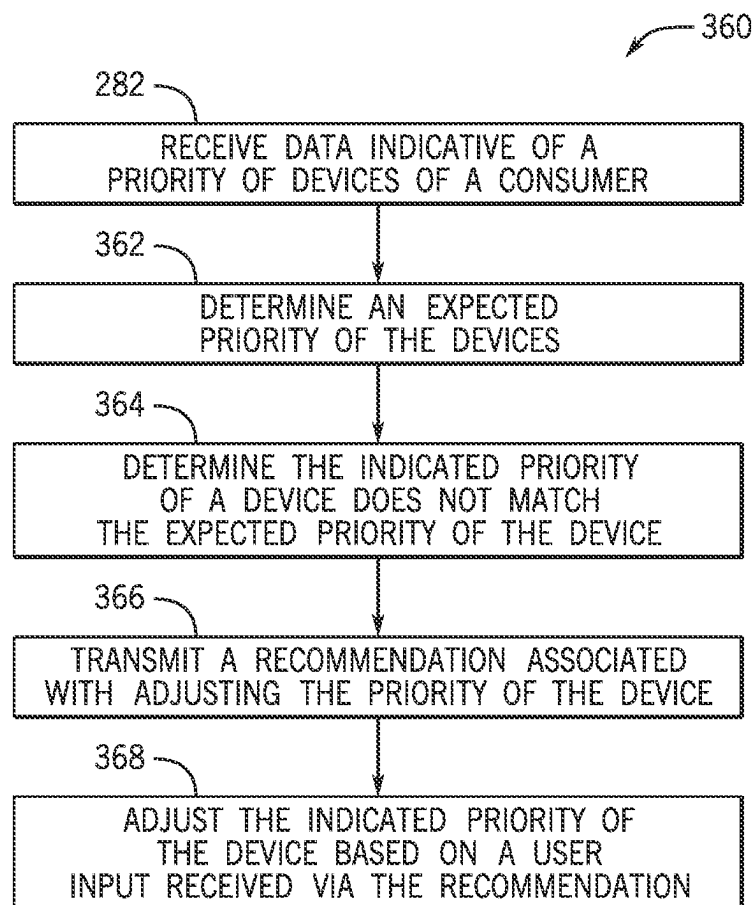 360
282
RECEIVE DATA INDICATIVE OF A
PRIORITY OF DEVICES OF A CONSUMER
362
DETERMINE AN EXPECTED
PRIORITY OF THE DEVICES
364
DETERMINE THE INDICATED PRIORITY
OF A DEVICE DOES NOT MATCH
THE EXPECTED PRIORITY OF THE DEVICE
366
TRANSMIT A RECOMMENDATION ASSOCIATED
WITH ADJUSTING THE PRIORITY OF THE DEVICE
368
ADJUST THE INDICATED PRIORITY OF
THE DEVICE BASED ON A USER
INPUT RECEIVED VIA THE RECOMMENDATION